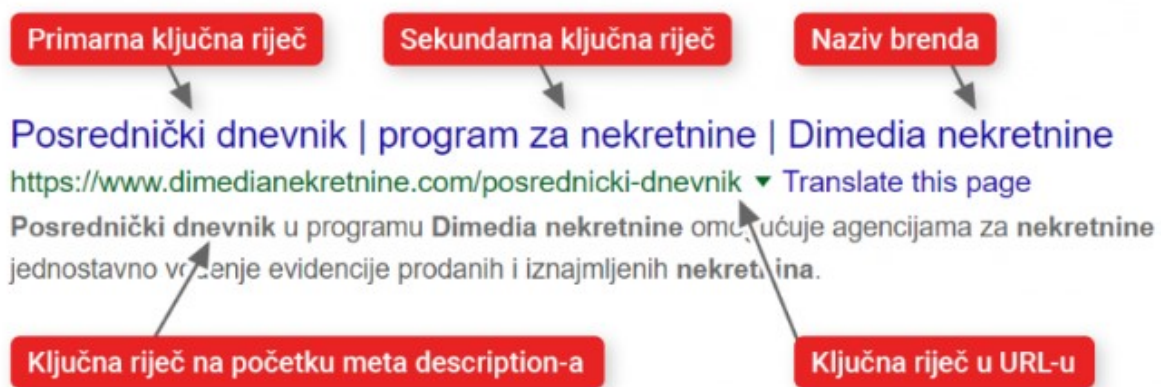 Primarna ključna riječ
Sekundarna ključna riječ
Naziv brenda
Posrednički dnevnik | program za nekretnine | Dimedia nekretnine
https://www.dimedianekretnine.com/posrednicki-dnevnik ▼ Translate this page
Posrednički dnevnik u programu Dimedia nekretnine agencijama za nekretnine
jednostavno evidencije prodanih i iznajmljenih nekretnina.
Ključna riječ na početku meta description-a
Ključna riječ u URL-u